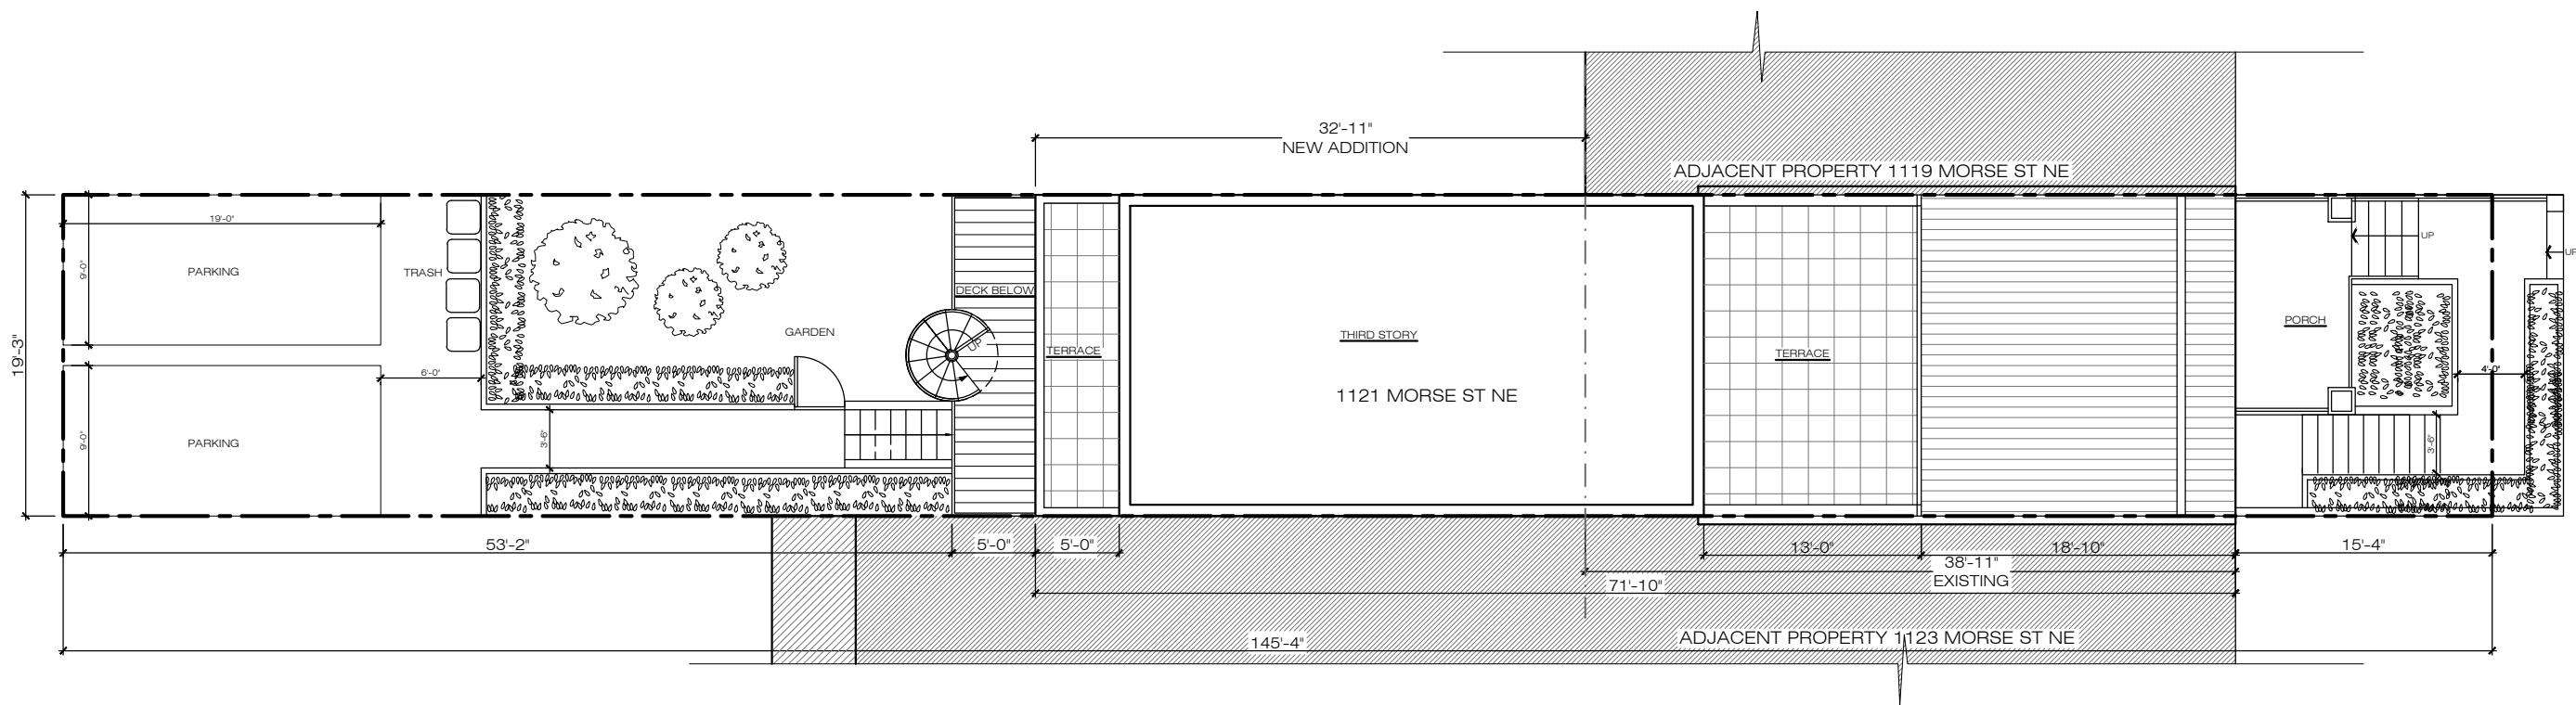 32'-11"
NEW ADDITION
ADJACENT PROPERTY 1119 MORSE ST NE
19'-0"
9'-0"
PARKING
TRASH
UP
UP
DECK BELOW
PORCH
GARDEN
THIRD STORY
UP
TERRACE
TERRACE
19'-3"
6'-0"
4'-0"
1121 MORSE ST NE
9'-0"
PARKING
3'-6"
3'-6"
53'-2"
5'-0"
5'-0"
13'-0"
18'-10"
15'-4"
38'-11"
EXISTING
71'-10"
145'-4"
ADJACENT PROPERTY 1123 MORSE ST NE